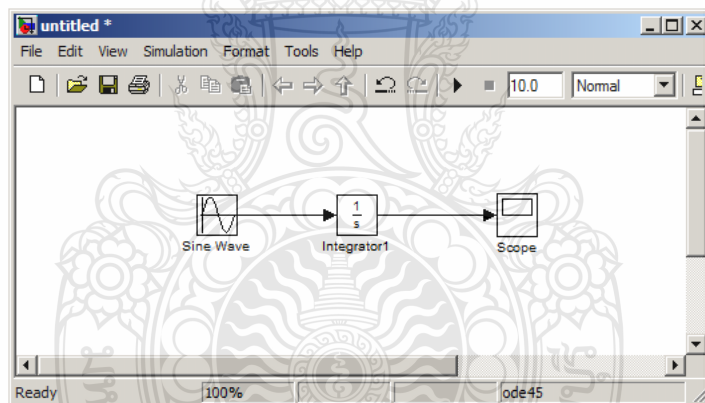 untitled *
File Edit View Simulation Format Tools Help
10.0 Normal
1
s
Sine Wave Integrator1 Scope
Ready 100% ode45